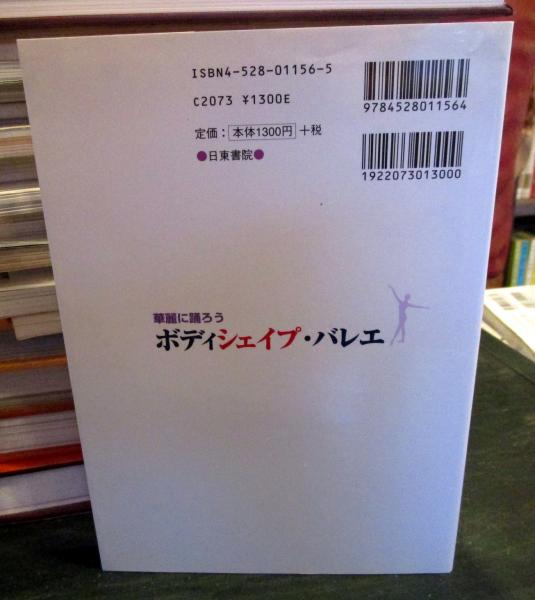 ISBN4-528-01156-5
C2073 ¥1300E
定価：本体1300円+税
●日東書院●
9784528011564
1922073013000
華麗に踊ろう
ボディシェイプ・バレエ